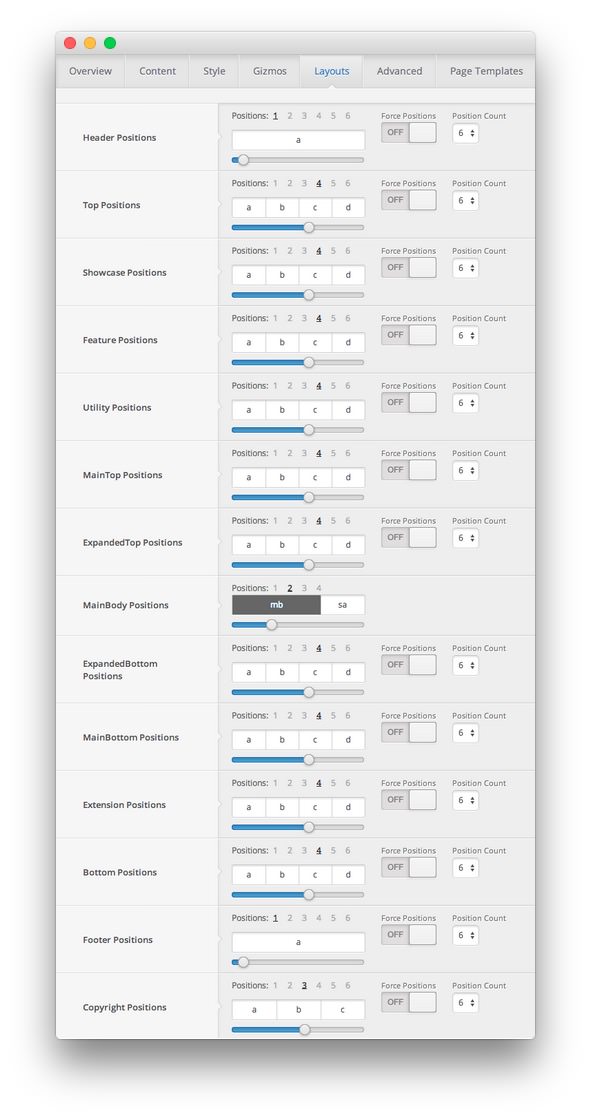 Overview Content Style Gizmos Layouts Advanced Page Templates
Positions: 1 2 3 4 5 6 Force Positions Position Count
Header Positions OFF 6
a
Positions: 1 2 3 4 5 6 Force Positions Position Count
Top Positions OFF 6
a b c d
Positions: 1 2 3 4 5 6 Force Positions Position Count
Showcase Positions OFF 6
a b c d
Positions: 1 2 3 4 5 6 Force Positions Position Count
Feature Positions OFF 6
a b c d
Positions: 1 2 3 4 5 6 Force Positions Position Count
Utility Positions OFF 6
a b c d
Positions: 1 2 3 4 5 6 Force Positions Position Count
MainTop Positions OFF 6
a b c d
Positions: 1 2 3 4 5 6 Force Positions Position Count
ExpandedTop Positions OFF 6
a b c d
Positions: 1 2 3 4
MainBody Positions mb sa
Positions: 1 2 3 4 5 6 Force Positions Position Count
ExpandedBottom OFF 6
Positions a b c d
Positions: 1 2 3 4 5 6 Force Positions Position Count
MainBottom Positions OFF 6
a b c d
Positions: 1 2 3 4 5 6 Force Positions Position Count
Extension Positions OFF 6
a b c d
Positions: 1 2 3 4 5 6 Force Positions Position Count
Bottom Positions OFF 6
a b c d
Positions: 1 2 3 4 5 6 Force Positions Position Count
Footer Positions OFF 6
a
Positions: 1 2 3 4 5 6 Force Positions Position Count
Copyright Positions OFF 6
a b c